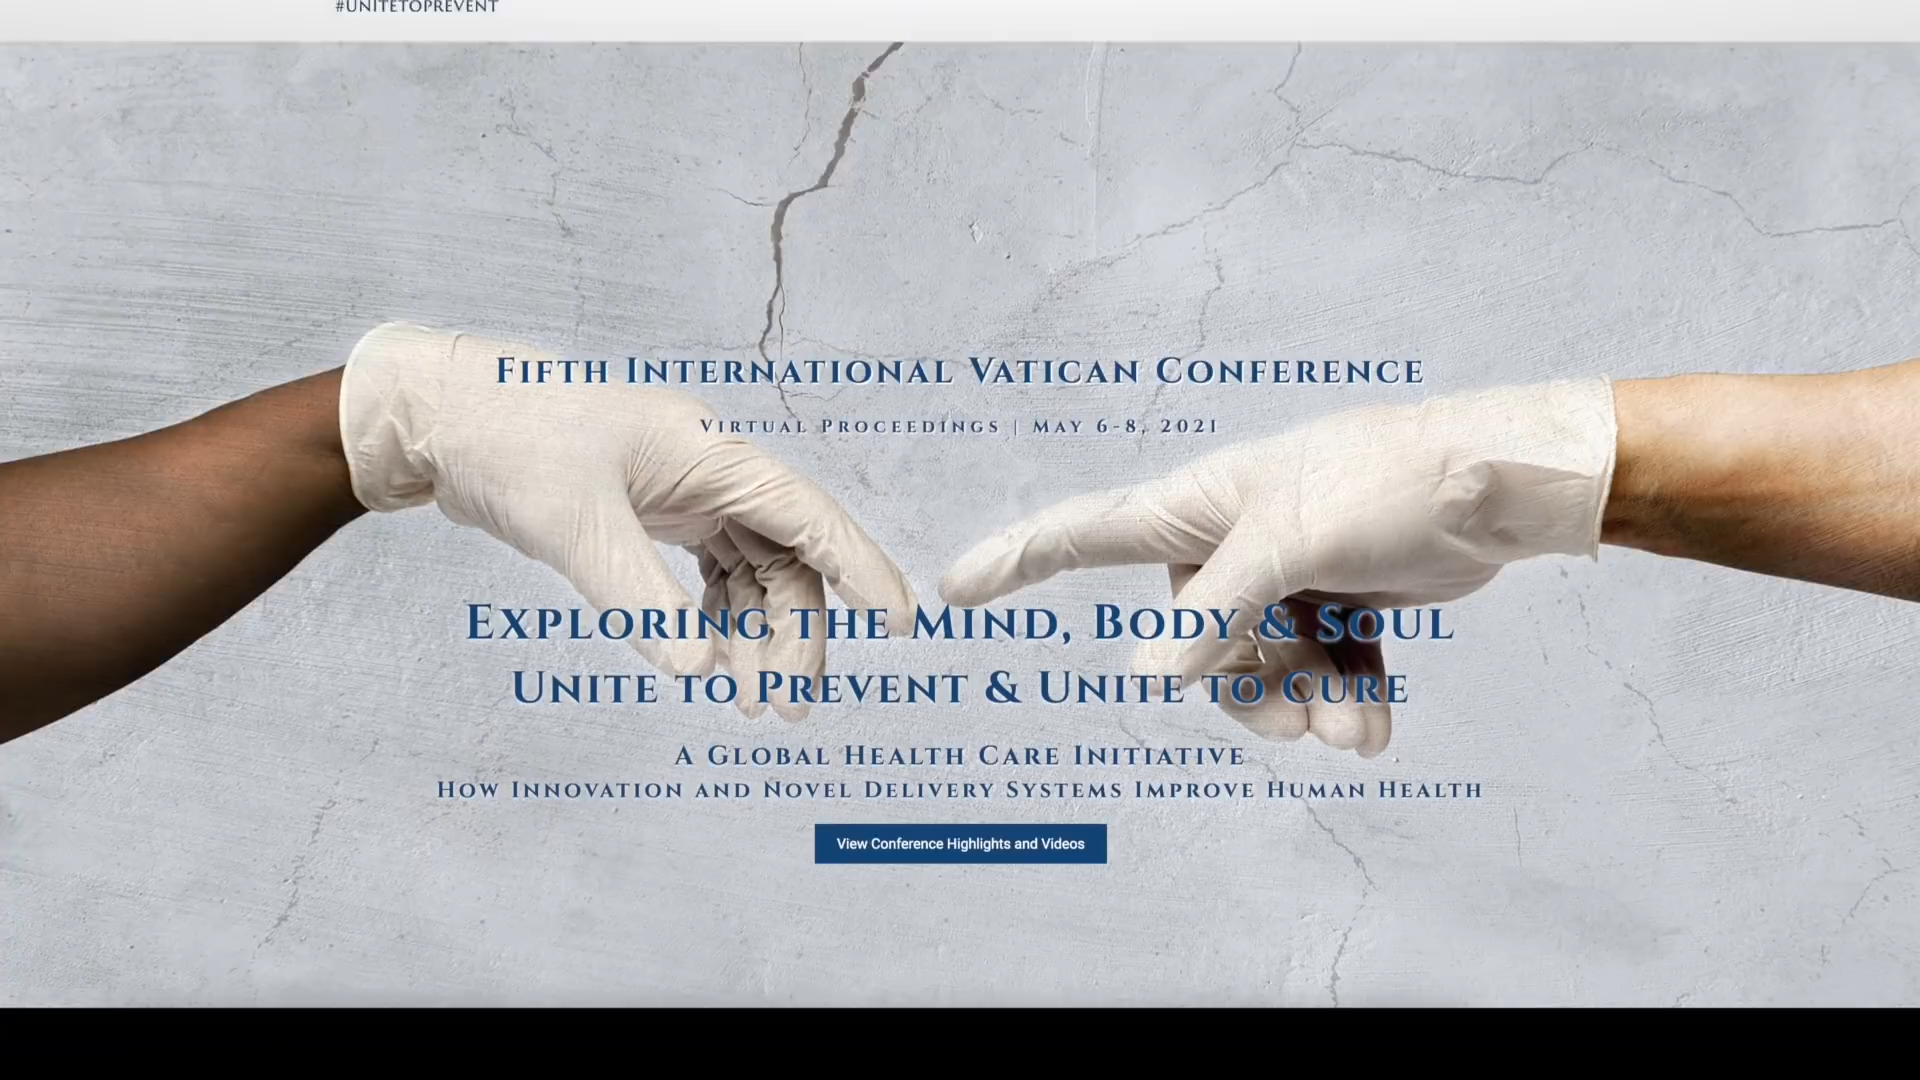 #UNITETOPREVENT
Fifth International Vatican Conference
Virtual Proceedings | May 6-8, 2021
Exploring the Mind, Body & Soul
Unite to Prevent & Unite to Cure
A Global Health Care Initiative
How Innovation and Novel Delivery Systems Improve Human Health
View Conference Highlights and Videos